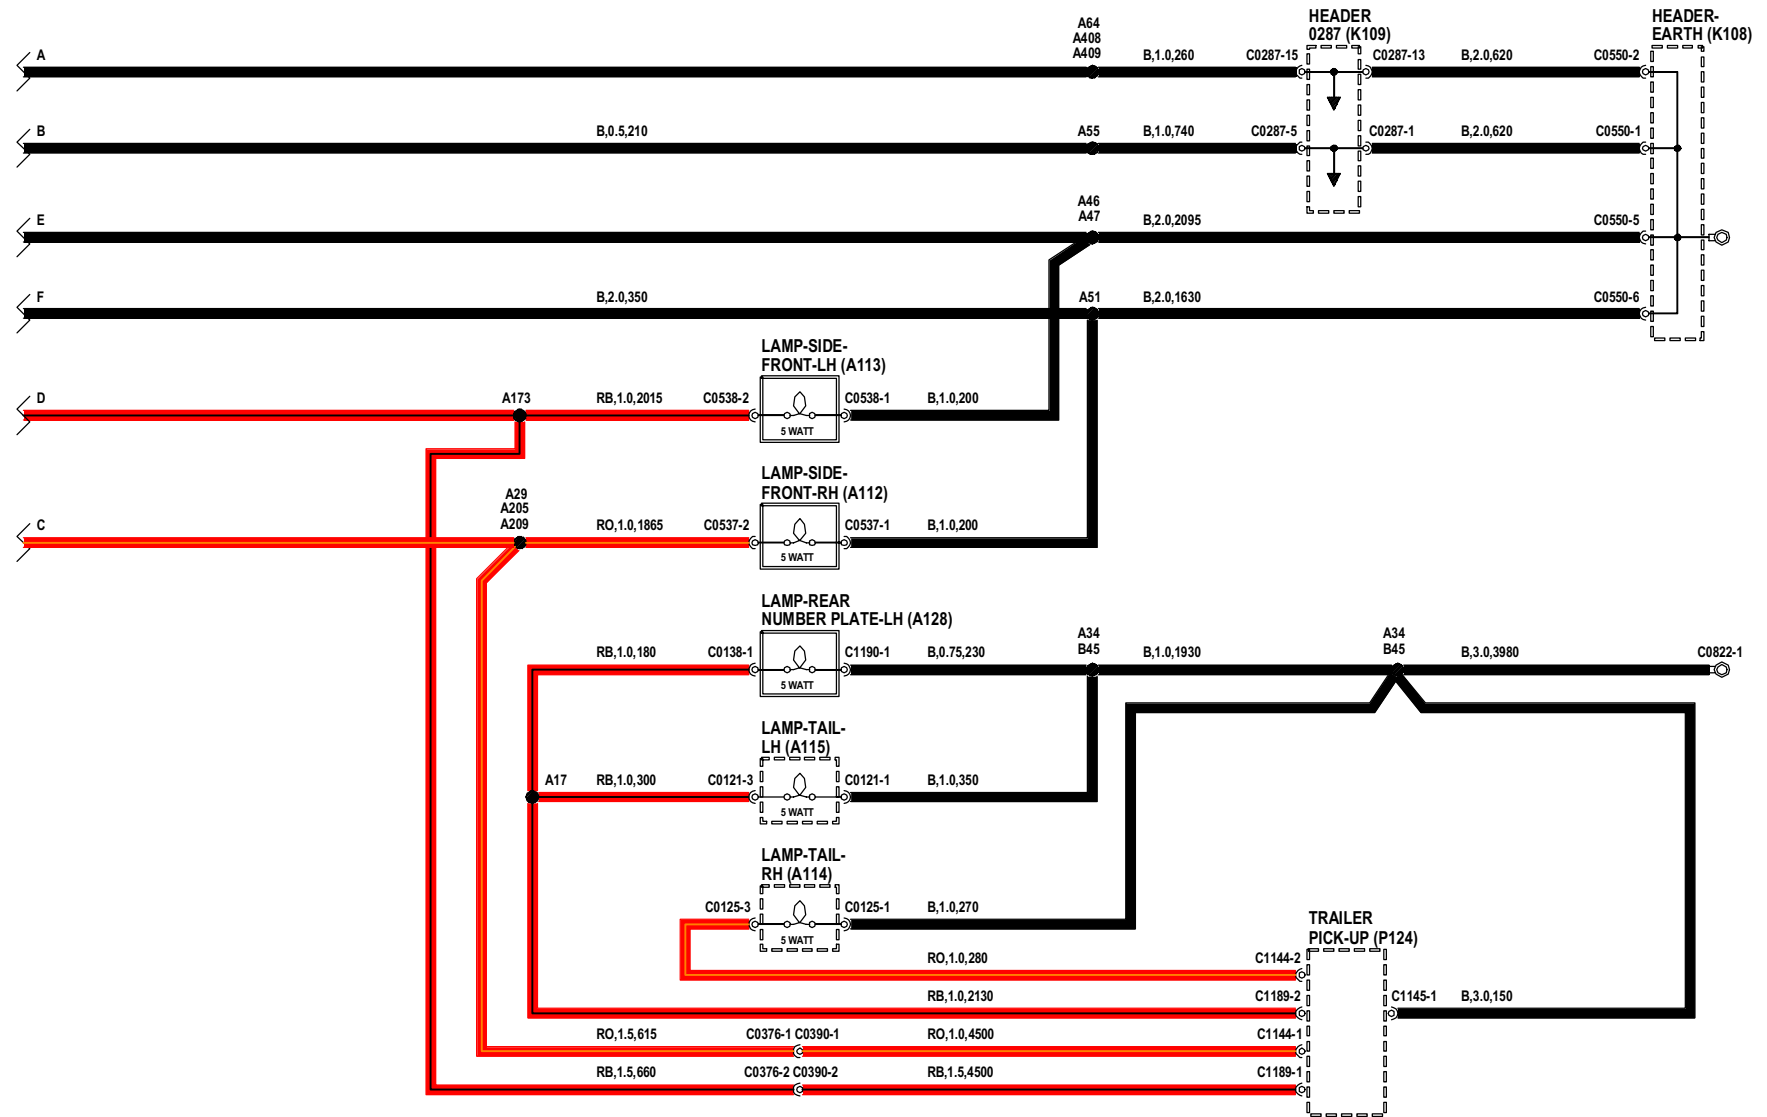 A64
A408
A409
HEADER
0287 (K109)
HEADER-
EARTH (K108)
A
B,1.0,260
C0287-15
C0287-13
B,2.0,620
C0550-2
B
B,0.5,210
A55
B,1.0,740
C0287-5
C0287-1
B,2.0,620
C0550-1
A46
A47
E
B,2.0,2095
C0550-5
F
B,2.0,350
A51
B,2.0,1630
C0550-6
LAMP-SIDE-
FRONT-LH (A113)
D
A173
RB,1.0,2015
C0538-2
C0538-1
B,1.0,200
5 WATT
LAMP-SIDE-
FRONT-RH (A112)
A29
A205
A209
C
RO,1.0,1865
C0537-2
C0537-1
B,1.0,200
5 WATT
LAMP-REAR
NUMBER PLATE-LH (A128)
RB,1.0,180
C0138-1
C1190-1
B,0.75,230
A34
B45
B,1.0,1930
A34
B45
B,3.0,3980
C0822-1
5 WATT
LAMP-TAIL-
LH (A115)
A17
RB,1.0,300
C0121-3
C0121-1
B,1.0,350
5 WATT
LAMP-TAIL-
RH (A114)
C0125-3
C0125-1
B,1.0,270
5 WATT
TRAILER
PICK-UP (P124)
RO,1.0,280
C1144-2
RB,1.0,2130
C1189-2
C1145-1
B,3.0,150
RO,1.5,615
C0376-1 C0390-1
RO,1.0,4500
C1144-1
RB,1.5,660
C0376-2 C0390-2
RB,1.5,4500
C1189-1